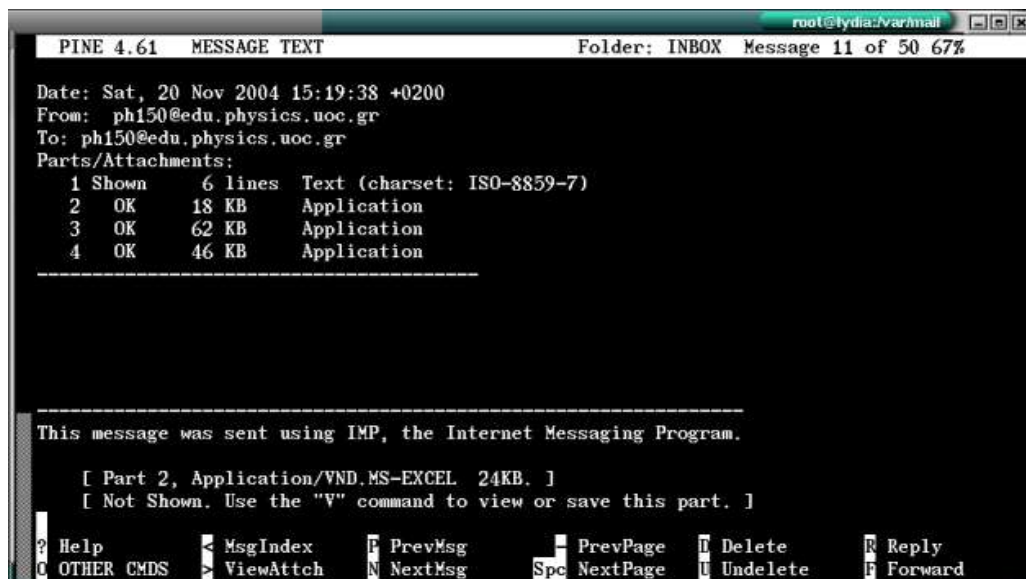 root@lydia:/var/mail
PINE 4.61 MESSAGE TEXT Folder: INBOX Message 11 of 50 67%
Date: Sat, 20 Nov 2004 15:19:38 +0200
From: ph150@edu.physics.uoc.gr
To: ph150@edu.physics.uoc.gr
Parts/Attachments:
1 Shown 6 lines Text (charset: ISO-8859-7)
2 OK 18 KB Application
3 OK 62 KB Application
4 OK 46 KB Application
----------------------------------------
----------------------------------------------------------------
This message was sent using IMP, the Internet Messaging Program.
[ Part 2, Application/VND.MS-EXCEL 24KB. ]
[ Not Shown. Use the "V" command to view or save this part. ]
? Help < MsgIndex P PrevMsg - PrevPage D Delete R Reply
O OTHER CMDS > ViewAttch N NextMsg Spc NextPage U Undelete F Forward